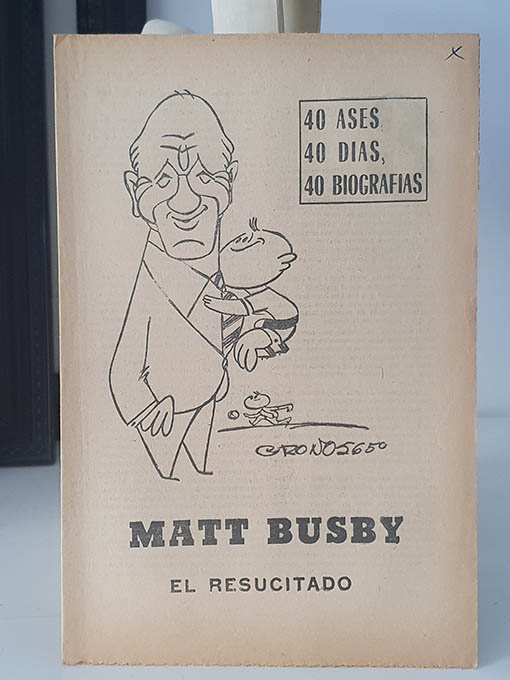 x
40 ASES,
40 DIAS,
40 BIOGRAFIAS
MATT BUSBY
EL RESUCITADO